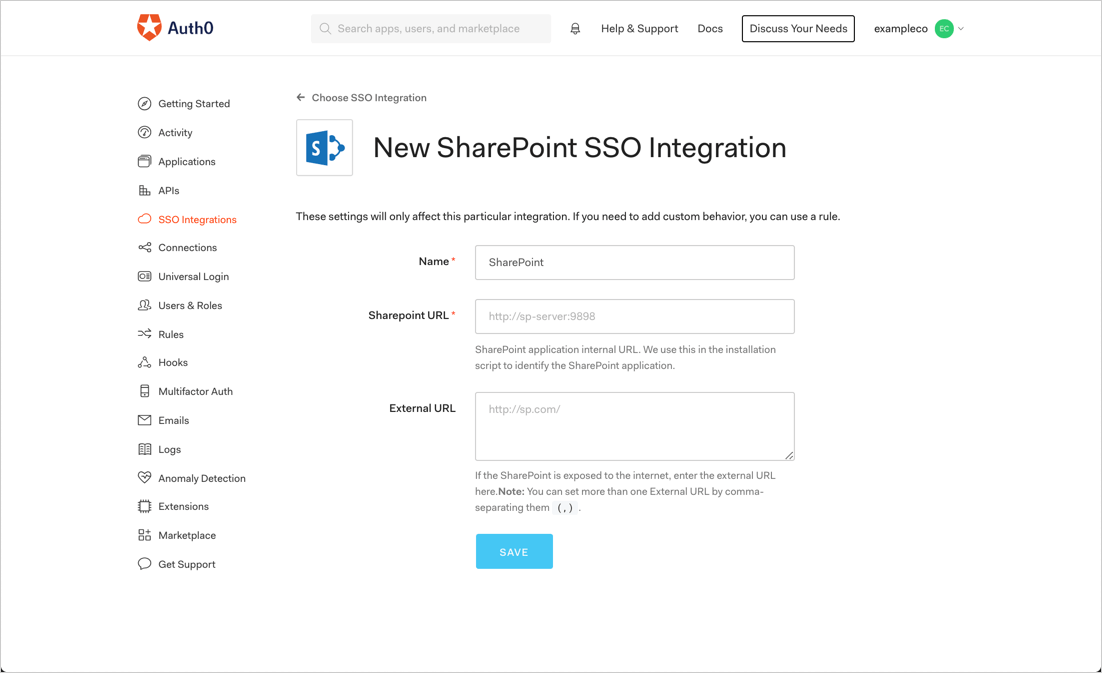 Auth0
Search apps, users, and marketplace
Help & Support
Docs
Discuss Your Needs
exampleco
EC
Getting Started
Activity
Applications
APIs
SSO Integrations
Connections
Universal Login
Users & Roles
Rules
Hooks
Multifactor Auth
Emails
Logs
Anomaly Detection
Extensions
Marketplace
Get Support
← Choose SSO Integration
S
New SharePoint SSO Integration
These settings will only affect this particular integration. If you need to add custom behavior, you can use a rule.
Name *
SharePoint
Sharepoint URL *
http://sp-server:9898
SharePoint application internal URL. We use this in the installation
script to identify the SharePoint application.
External URL
http://sp.com/
If the SharePoint is exposed to the internet, enter the external URL
here.Note: You can set more than one External URL by comma-
separating them (,) .
SAVE